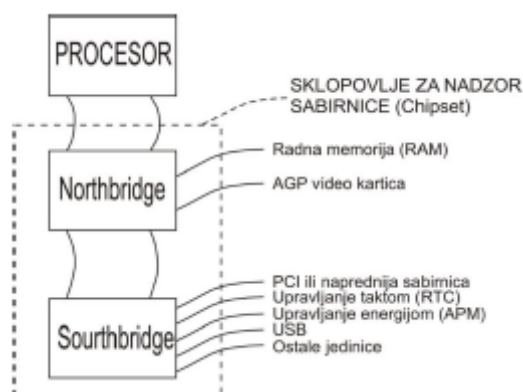 PROCESOR
SKLOPOVLJE ZA NADZOR
SABIRNICE (Chipset)
Northbridge
Radna memorija (RAM)
AGP video kartica
Sourthbridge
PCI ili naprednija sabirnica
Upravljanje taktom (RTC)
Upravljanje energijom (APM)
USB
Ostale jedinice